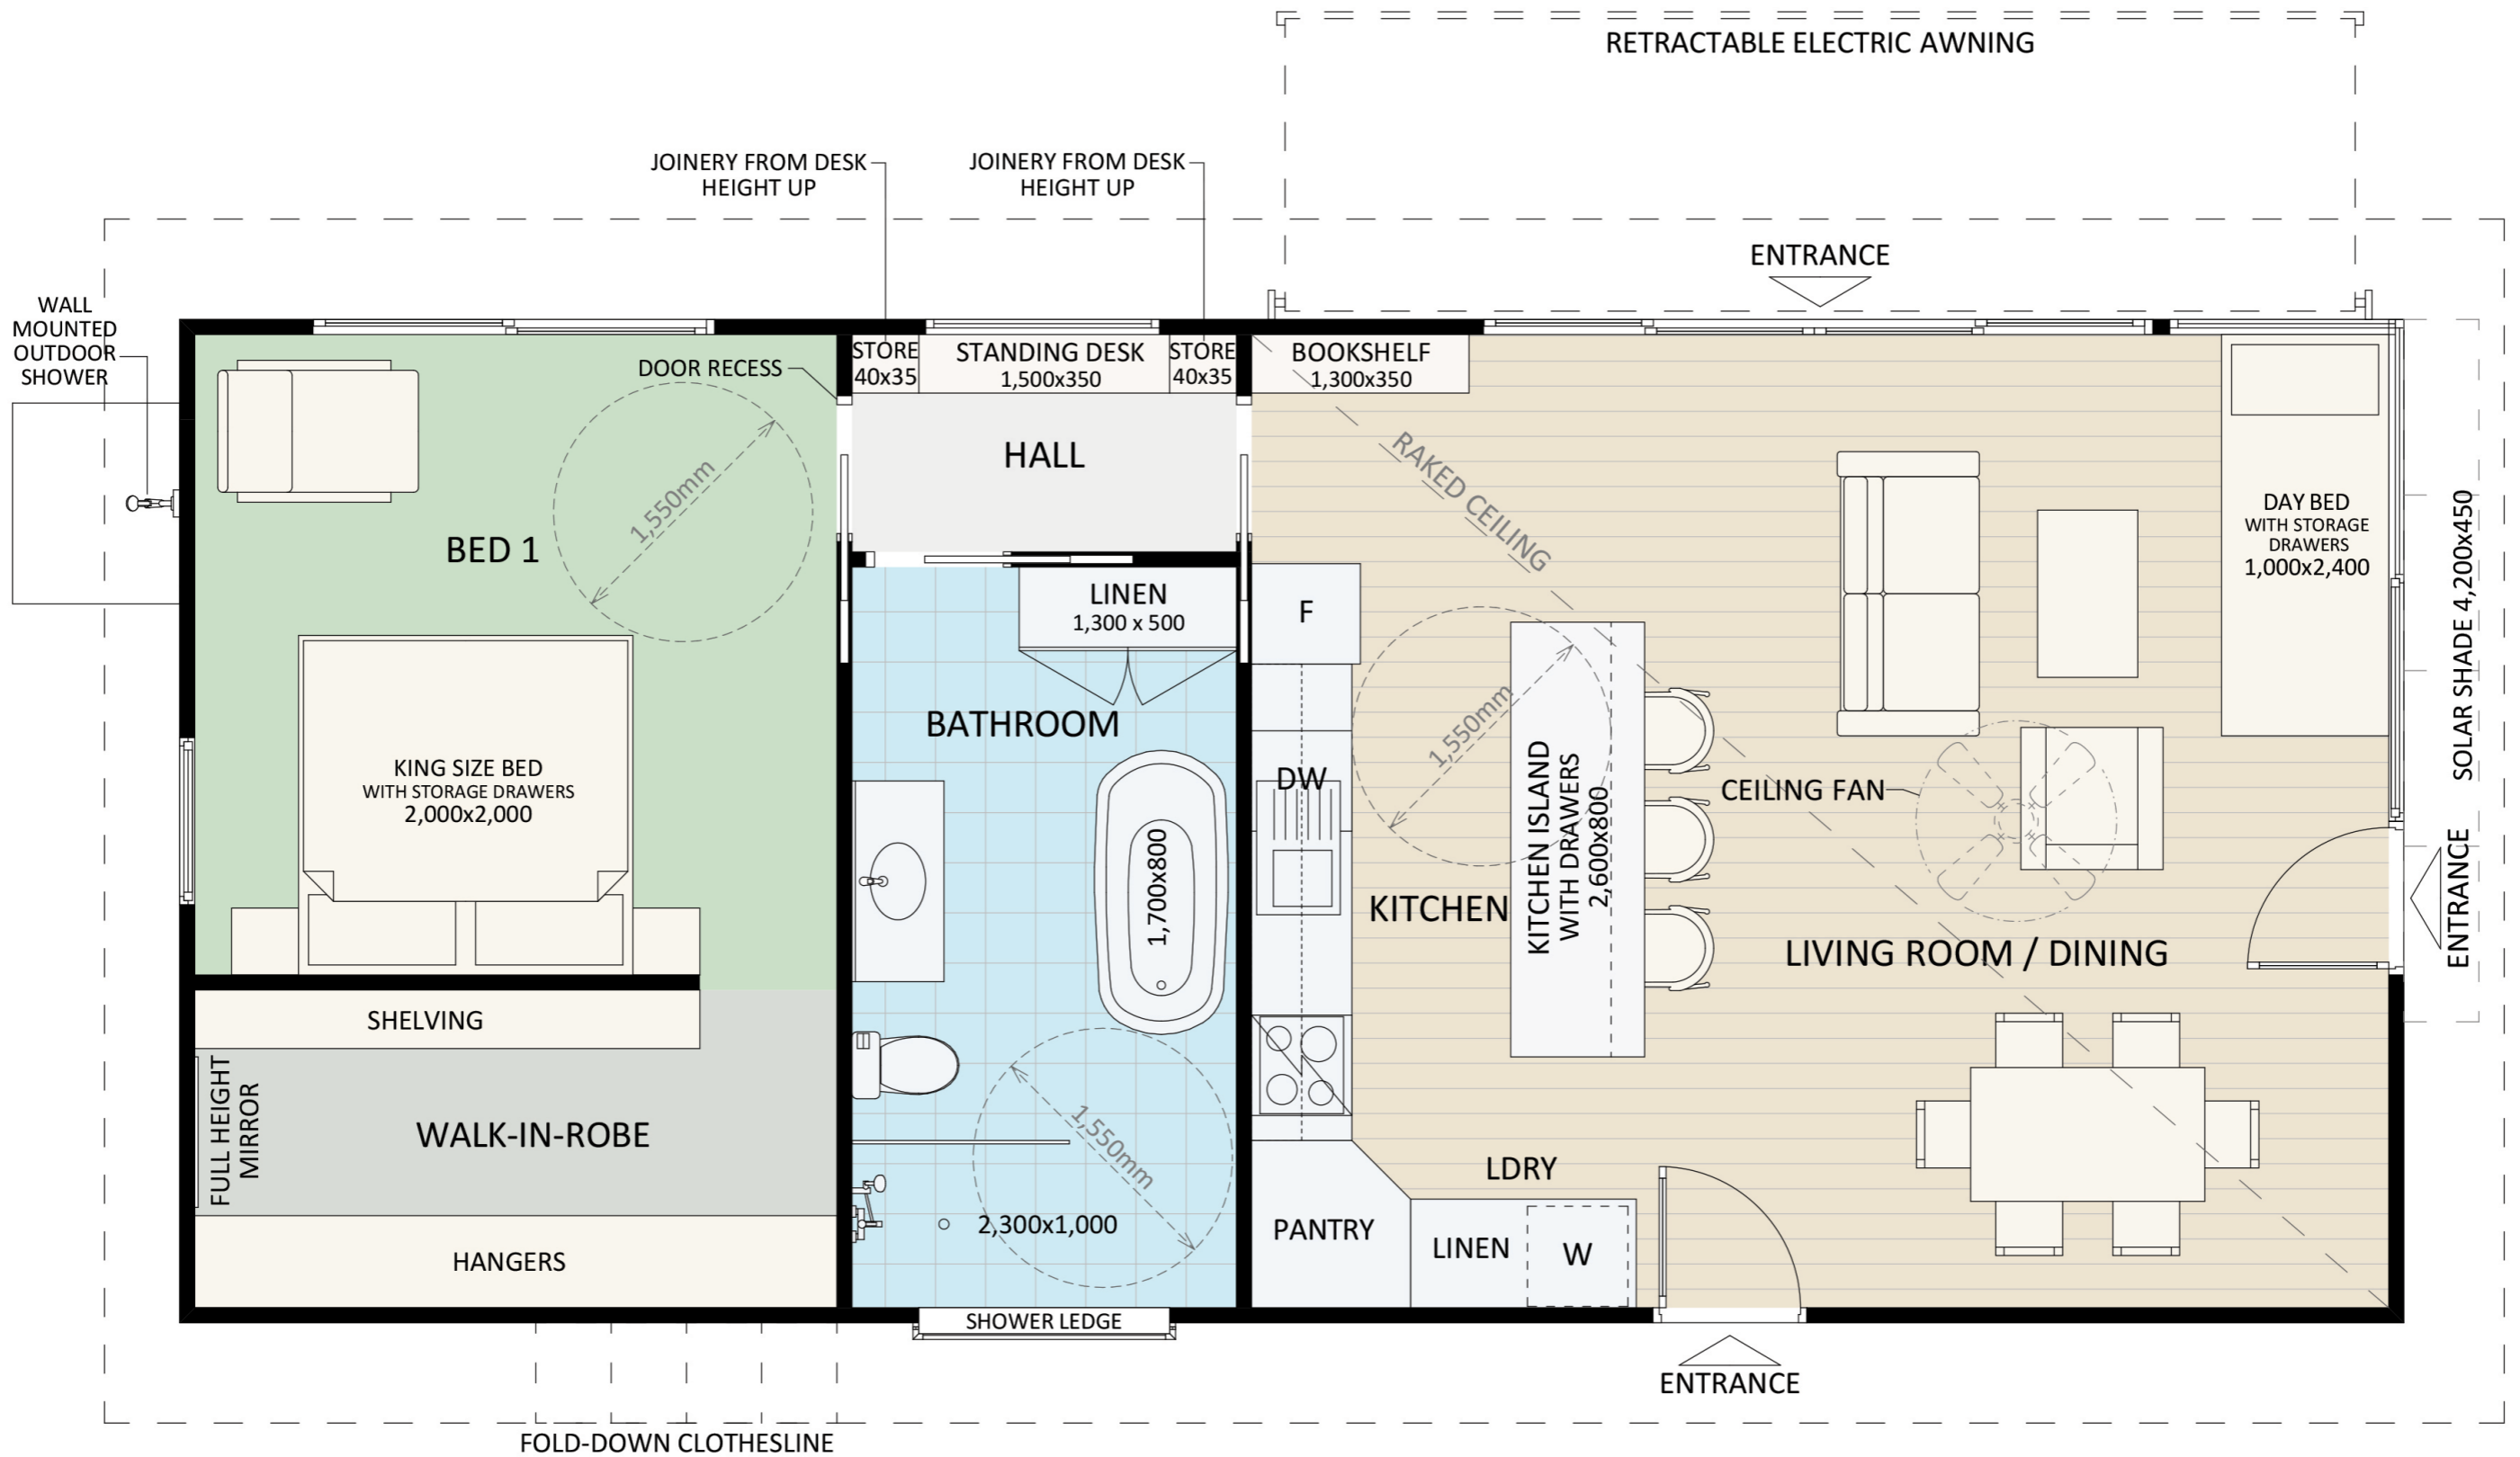 RETRACTABLE ELECTRIC AWNING
JOINERY FROM DESK
HEIGHT UP
JOINERY FROM DESK
HEIGHT UP
ENTRANCE
WALL
MOUNTED
OUTDOOR
SHOWER
DOOR RECESS
STORE
40x35
STANDING DESK
1,500x350
STORE
40x35
BOOKSHELF
1,300x350
HALL
RAKED CEILING
1,550mm
BED 1
DAY BED
WITH STORAGE
DRAWERS
1,000x2,400
SOLAR SHADE 4,200x450
LINEN
1,300 x 500
F
BATHROOM
1,550mm
KING SIZE BED
WITH STORAGE DRAWERS
2,000x2,000
DW
KITCHEN ISLAND
WITH DRAWERS
2,600x800
CEILING FAN
1,700x800
KITCHEN
LIVING ROOM / DINING
ENTRANCE
SHELVING
FULL HEIGHT
MIRROR
WALK-IN-ROBE
1,550mm
LDRY
2,300x1,000
PANTRY
LINEN
W
HANGERS
SHOWER LEDGE
ENTRANCE
FOLD-DOWN CLOTHESLINE